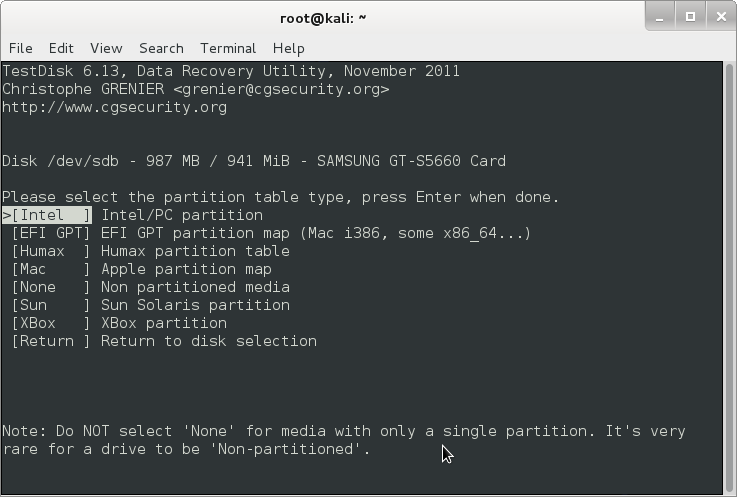 root@kali: ~
File Edit View Search Terminal Help
TestDisk 6.13, Data Recovery Utility, November 2011
Christophe GRENIER <grenier@cgsecurity.org>
http://www.cgsecurity.org
Disk /dev/sdb - 987 MB / 941 MiB - SAMSUNG GT-S5660 Card
Please select the partition table type, press Enter when done.
>[Intel  ] Intel/PC partition
 [EFI GPT] EFI GPT partition map (Mac i386, some x86_64...)
 [Humax  ] Humax partition table
 [Mac    ] Apple partition map
 [None   ] Non partitioned media
 [Sun    ] Sun Solaris partition
 [XBox   ] XBox partition
 [Return ] Return to disk selection
Note: Do NOT select 'None' for media with only a single partition. It's very
rare for a drive to be 'Non-partitioned'.